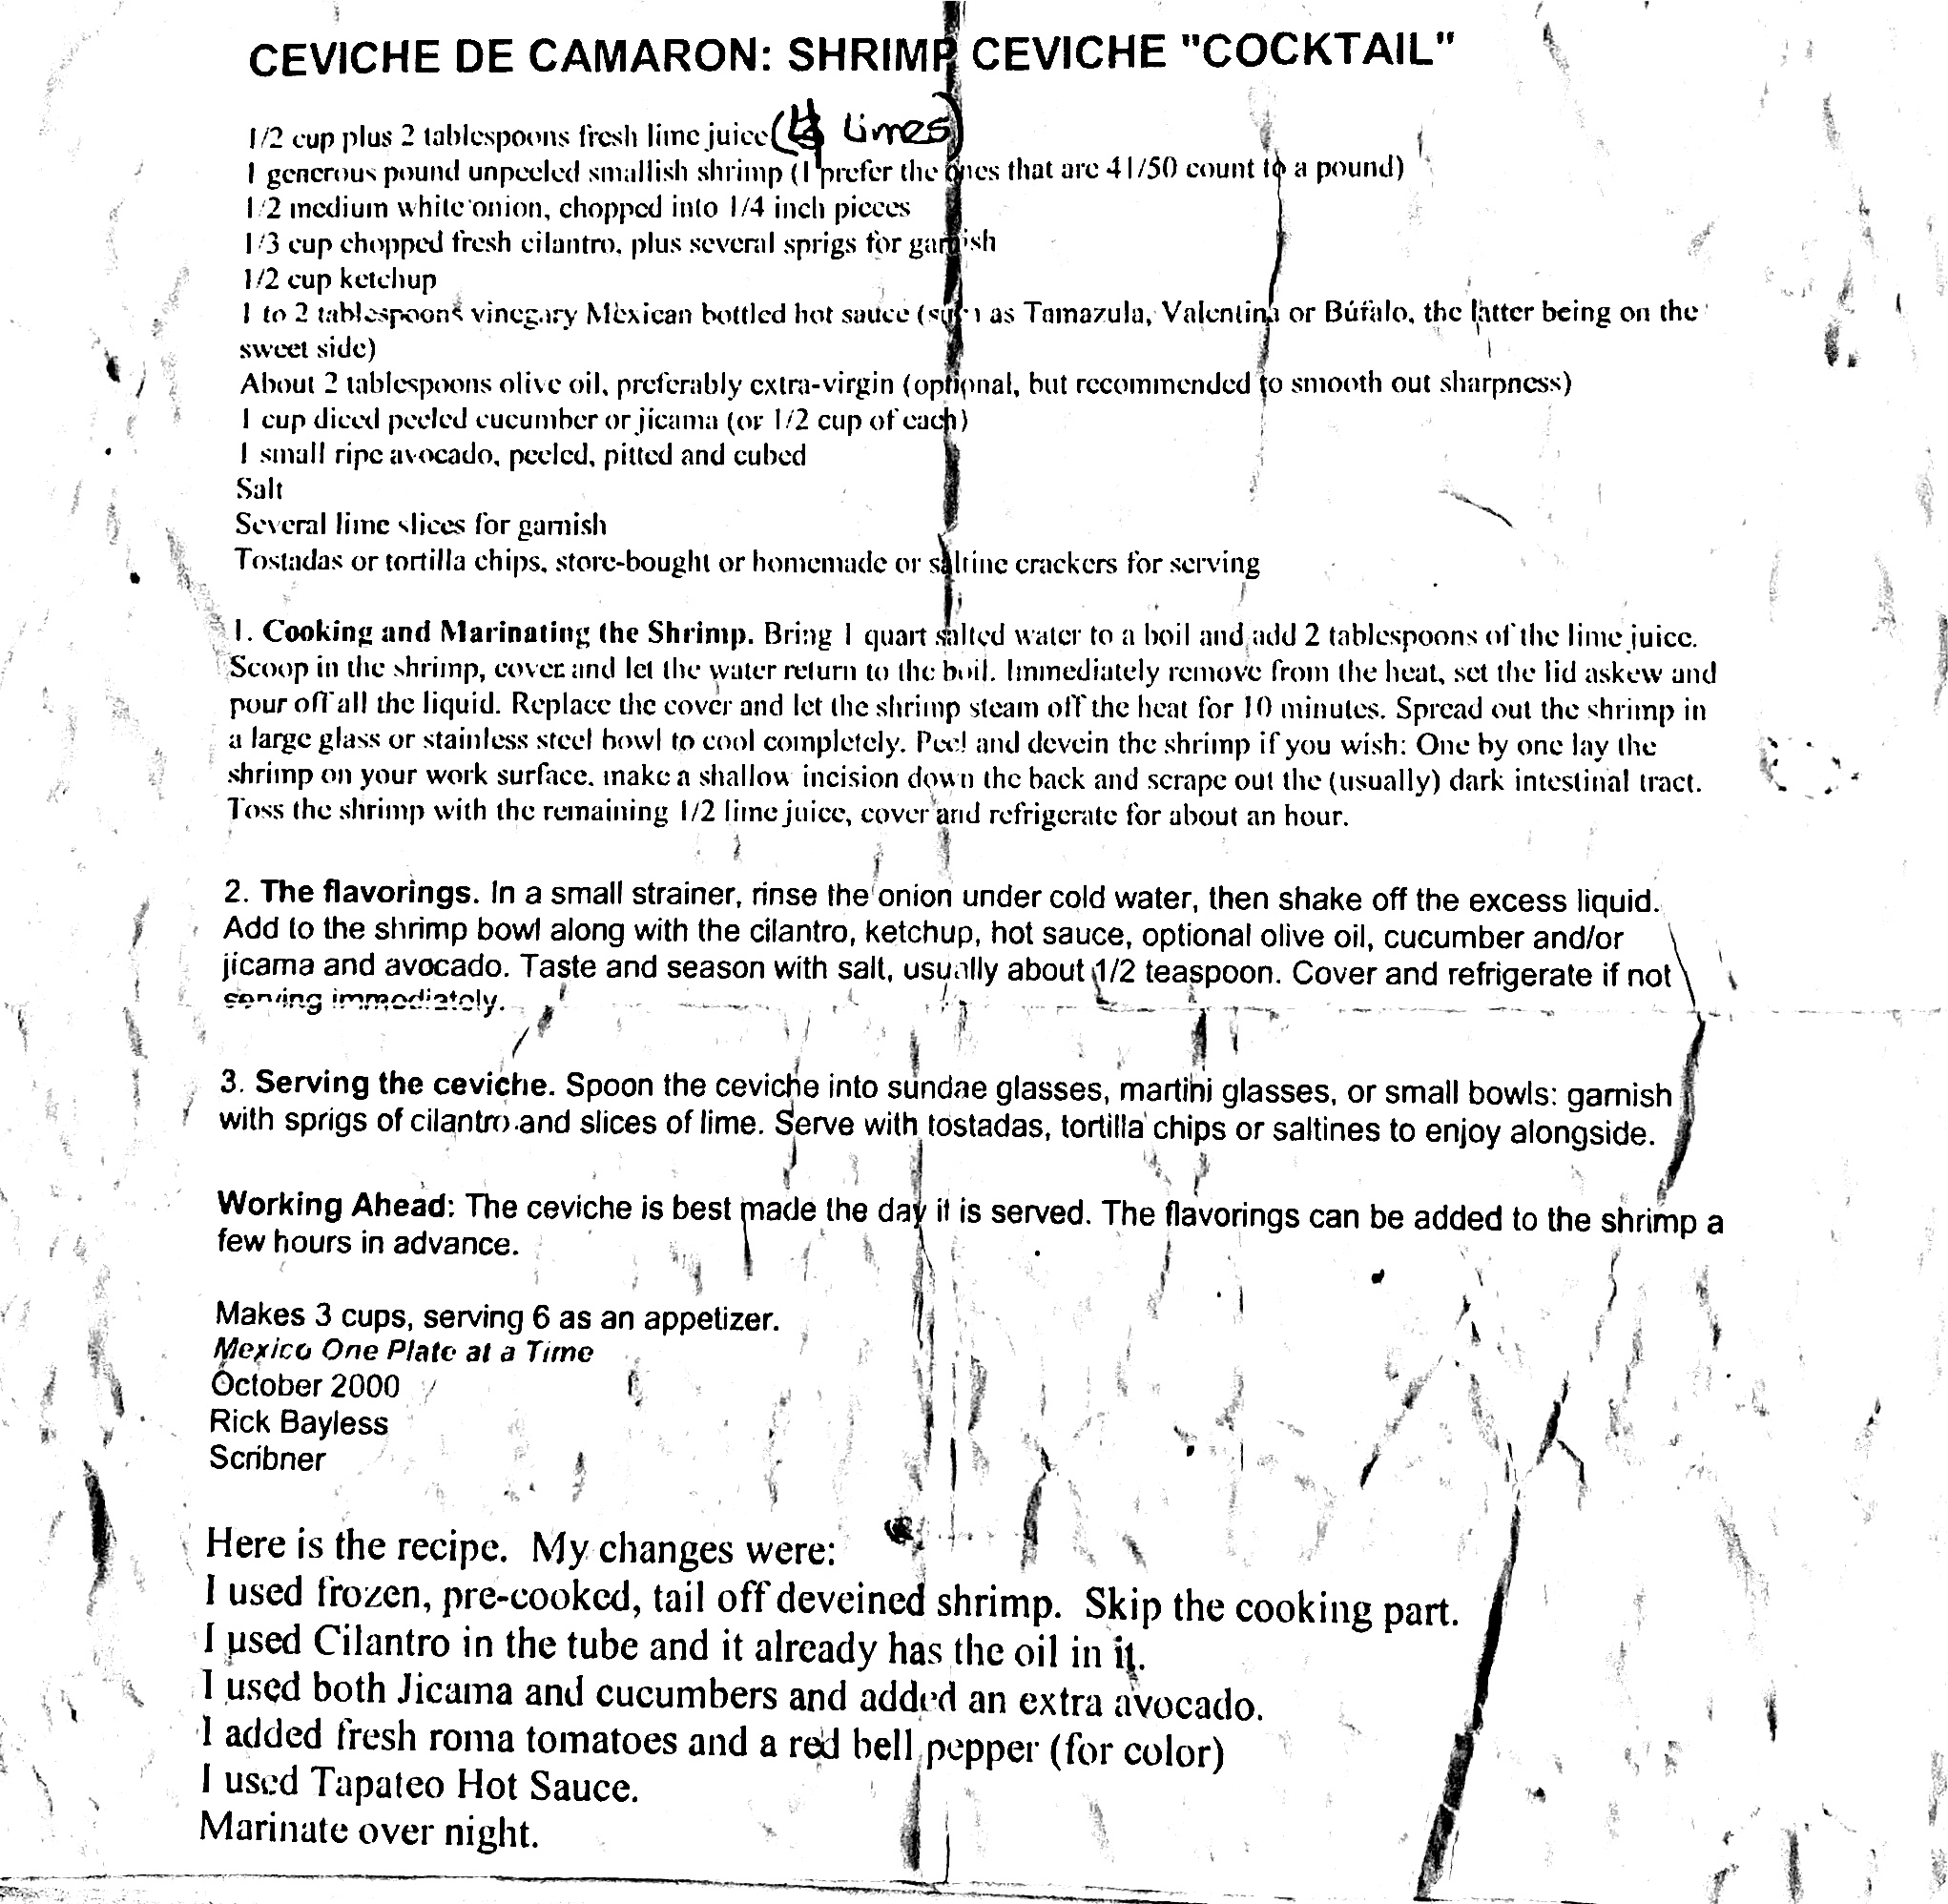 CEVICHE DE CAMARON: SHRIMP CEVICHE "COCKTAIL"
1/2 cup plus 2 tablespoons fresh lime juice (4 Limes)
1 generous pound unpeeled smallish shrimp (I prefer the ones that are 41/50 count to a pound)
1/2 medium white onion, chopped into 1/4 inch pieces
1/3 cup chopped fresh cilantro, plus several sprigs for garnish
1/2 cup ketchup
1 to 2 tablespoons vinegary Mexican bottled hot sauce (such as Tamazula, Valentina or Búfalo, the latter being on the
sweet side)
About 2 tablespoons olive oil, preferably extra-virgin (optional, but recommended to smooth out sharpness)
1 cup diced peeled cucumber or jicama (or 1/2 cup of each)
1 small ripe avocado, peeled, pitted and cubed
Salt
Several lime slices for garnish
Tostadas or tortilla chips, store-bought or homemade or saltine crackers for serving
1. Cooking and Marinating the Shrimp. Bring 1 quart salted water to a boil and add 2 tablespoons of the lime juice.
Scoop in the shrimp, cover and let the water return to the boil. Immediately remove from the heat, set the lid askew and
pour off all the liquid. Replace the cover and let the shrimp steam off the heat for 10 minutes. Spread out the shrimp in
a large glass or stainless steel bowl to cool completely. Peel and devein the shrimp if you wish: One by one lay the
shrimp on your work surface, make a shallow incision down the back and scrape out the (usually) dark intestinal tract.
Toss the shrimp with the remaining 1/2 lime juice, cover and refrigerate for about an hour.
2. The flavorings. In a small strainer, rinse the onion under cold water, then shake off the excess liquid.
Add to the shrimp bowl along with the cilantro, ketchup, hot sauce, optional olive oil, cucumber and/or
jícama and avocado. Taste and season with salt, usually about 1/2 teaspoon. Cover and refrigerate if not
serving immediately.
3. Serving the ceviche. Spoon the ceviche into sundae glasses, martini glasses, or small bowls: garnish
with sprigs of cilantro and slices of lime. Serve with tostadas, tortilla chips or saltines to enjoy alongside.
Working Ahead: The ceviche is best made the day it is served. The flavorings can be added to the shrimp a
few hours in advance.
Makes 3 cups, serving 6 as an appetizer.
Mexico One Plate at a Time
October 2000
Rick Bayless
Scribner
Here is the recipe. My changes were:
I used frozen, pre-cooked, tail off deveined shrimp. Skip the cooking part.
I used Cilantro in the tube and it already has the oil in it.
I used both Jicama and cucumbers and added an extra avocado.
I added fresh roma tomatoes and a red bell pepper (for color)
I used Tapateo Hot Sauce.
Marinate over night.